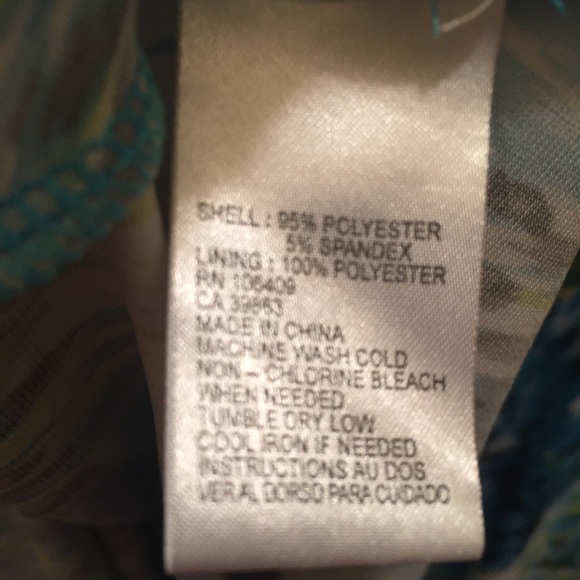 SHELL : 95% POLYESTER
5% SPANDEX
LINING : 100% POLYESTER
RN 106409
CA 39863
MADE IN CHINA
MACHINE WASH COLD
NON - CHLORINE BLEACH
WHEN NEEDED
TUMBLE DRY LOW
COOL IRON IF NEEDED
INSTRUCTIONS AU DOS
VER AL DORSO PARA CUIDADO